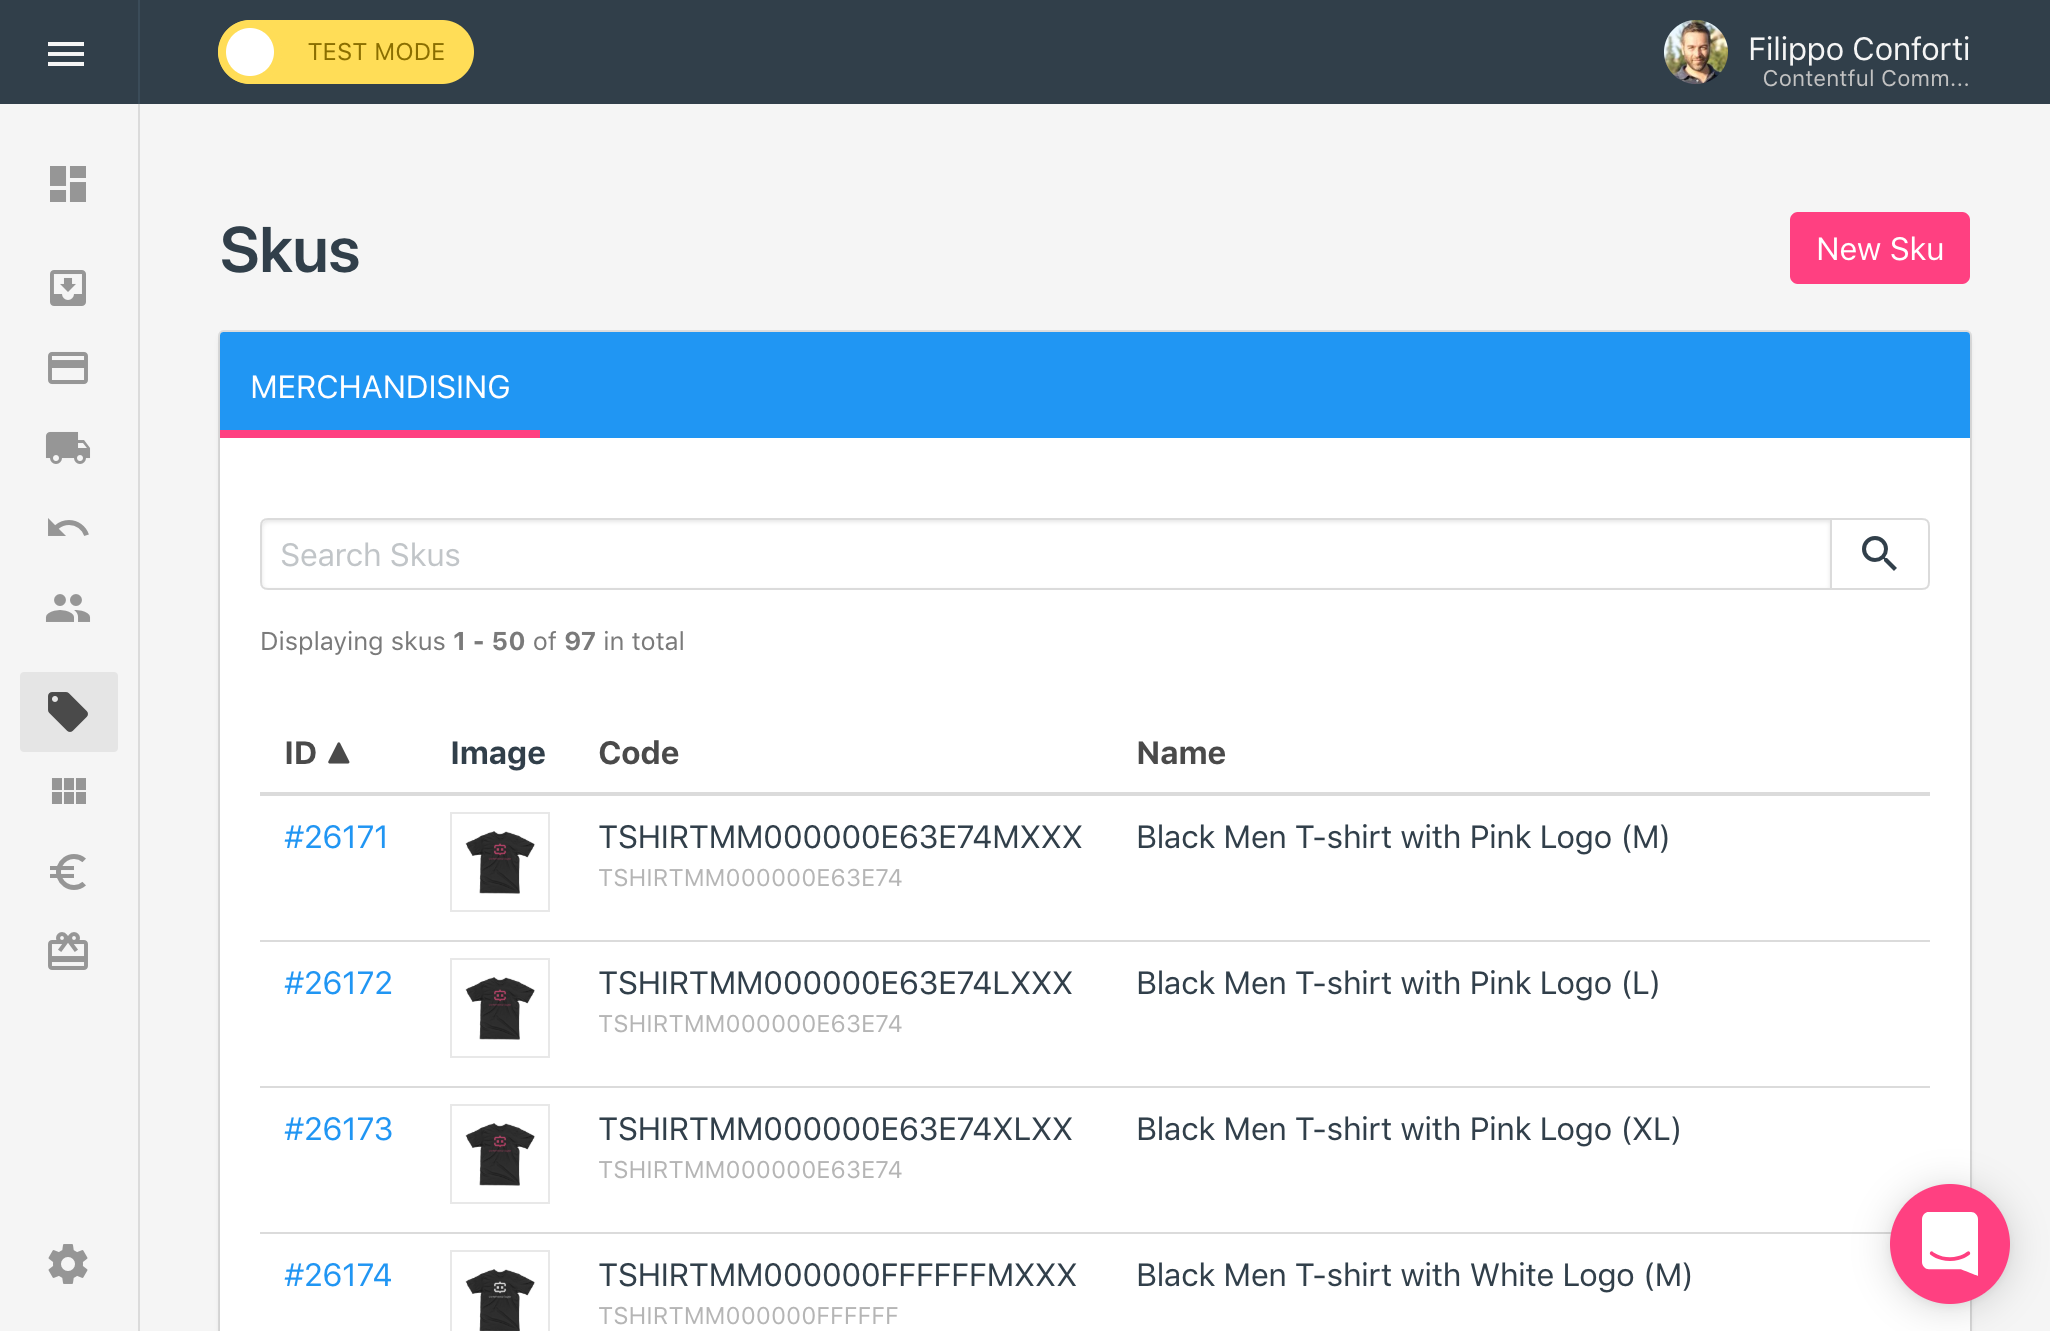 TEST MODE
Filippo Conforti
Contentful Comm...
Skus
New Sku
MERCHANDISING
Search Skus
Displaying skus 1 - 50 of 97 in total
ID ▲ Image Code Name
#26171 TSHIRTMM000000E63E74MXXX Black Men T-shirt with Pink Logo (M)
TSHIRTMM000000E63E74
#26172 TSHIRTMM000000E63E74LXXX Black Men T-shirt with Pink Logo (L)
TSHIRTMM000000E63E74
#26173 TSHIRTMM000000E63E74XLXX Black Men T-shirt with Pink Logo (XL)
TSHIRTMM000000E63E74
#26174 TSHIRTMM000000FFFFFFMXXX Black Men T-shirt with White Logo (M)
TSHIRTMM000000FFFFFF